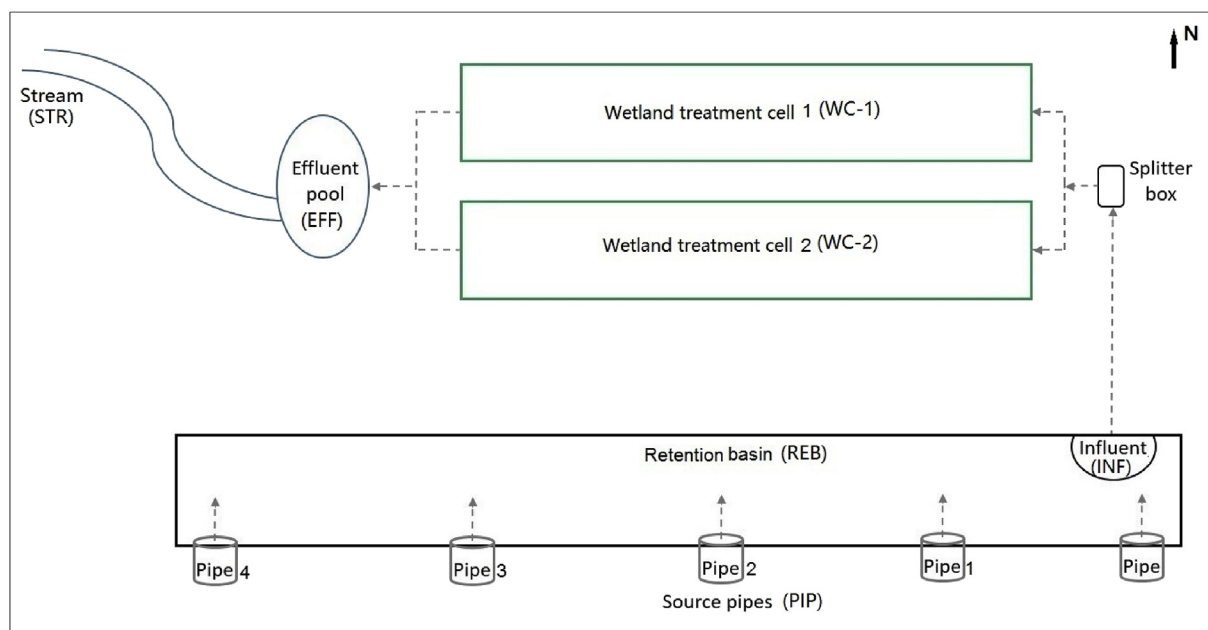 N
Stream
(STR)
Effluent
pool
(EFF)
Wetland treatment cell 1 (WC-1)
Splitter
box
Wetland treatment cell 2 (WC-2)
Retention basin (REB)
Influent
(INF)
Pipe 4
Pipe 3
Pipe 2
Pipe 1
Pipe
Source pipes (PIP)